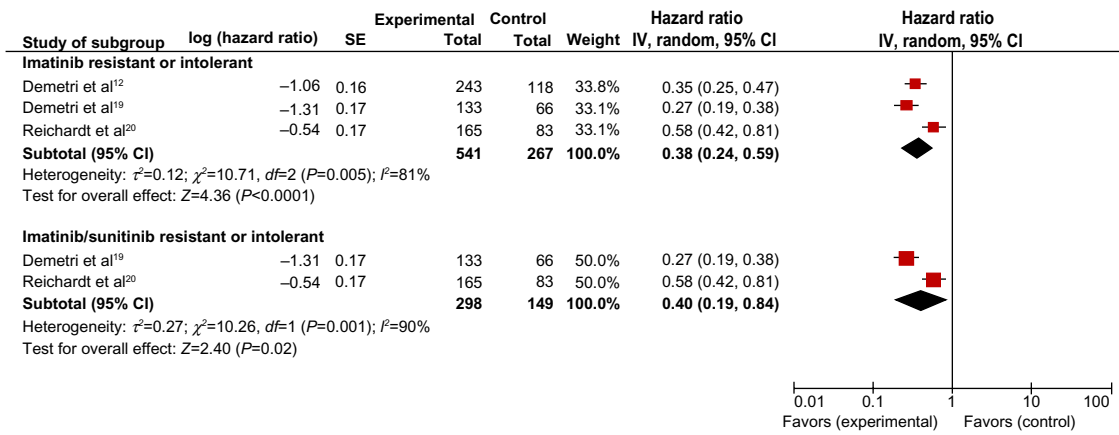 Experimental Control Hazard ratio Hazard ratio
Study of subgroup log (hazard ratio) SE Total Total Weight IV, random, 95% CI IV, random, 95% CI
Imatinib resistant or intolerant
Demetri et al¹² –1.06 0.16 243 118 33.8% 0.35 (0.25, 0.47)
Demetri et al¹⁹ –1.31 0.17 133 66 33.1% 0.27 (0.19, 0.38)
Reichardt et al²⁰ –0.54 0.17 165 83 33.1% 0.58 (0.42, 0.81)
Subtotal (95% CI) 541 267 100.0% 0.38 (0.24, 0.59)
Heterogeneity: τ²=0.12; χ²=10.71, df=2 (P=0.005); I²=81%
Test for overall effect: Z=4.36 (P<0.0001)
Imatinib/sunitinib resistant or intolerant
Demetri et al¹⁹ –1.31 0.17 133 66 50.0% 0.27 (0.19, 0.38)
Reichardt et al²⁰ –0.54 0.17 165 83 50.0% 0.58 (0.42, 0.81)
Subtotal (95% CI) 298 149 100.0% 0.40 (0.19, 0.84)
Heterogeneity: τ²=0.27; χ²=10.26, df=1 (P=0.001); I²=90%
Test for overall effect: Z=2.40 (P=0.02)
0.01 0.1 1 10 100
Favors (experimental) Favors (control)